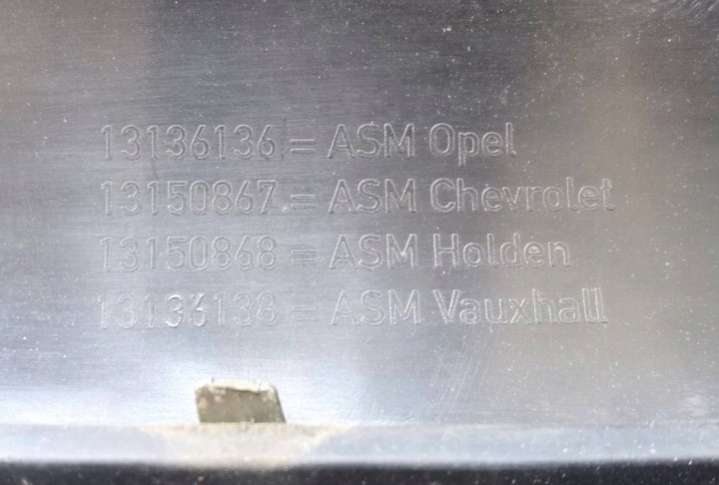 13136136 = ASM Opel
13150867 = ASM Chevrolet
13150868 = ASM Holden
13136138 = ASM Vauxhall